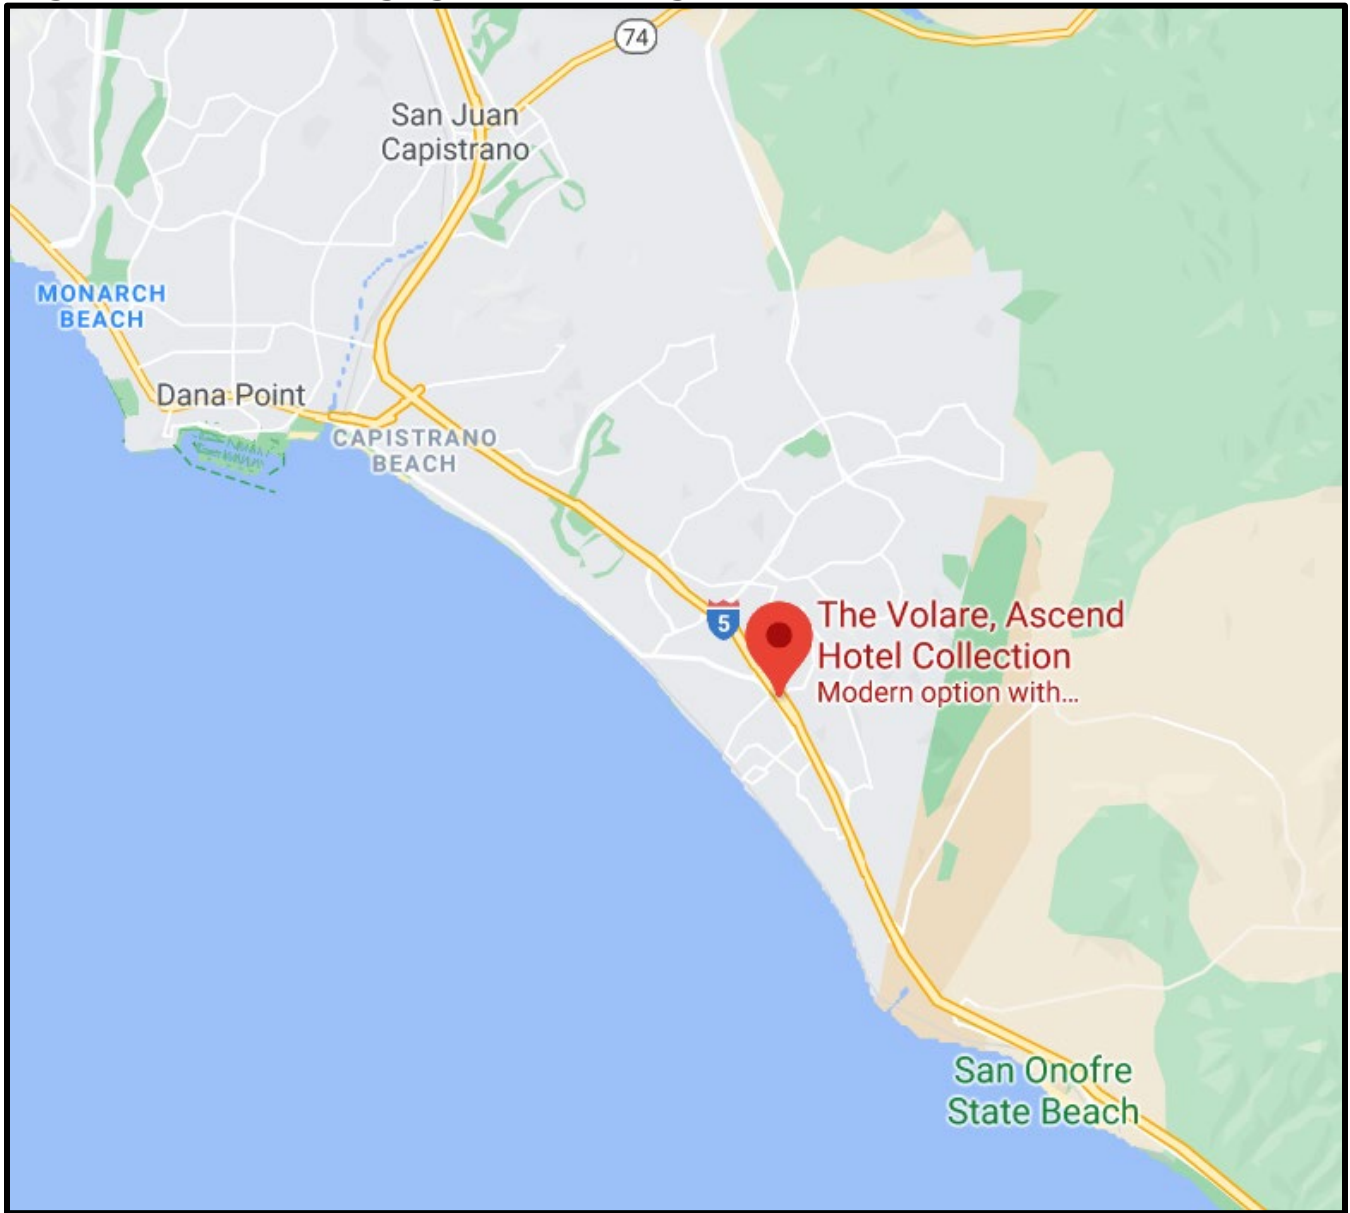 74
San Juan
Capistrano
MONARCH
BEACH
Dana Point
CAPISTRANO
BEACH
5
The Volare, Ascend
Hotel Collection
Modern option with...
San Onofre
State Beach